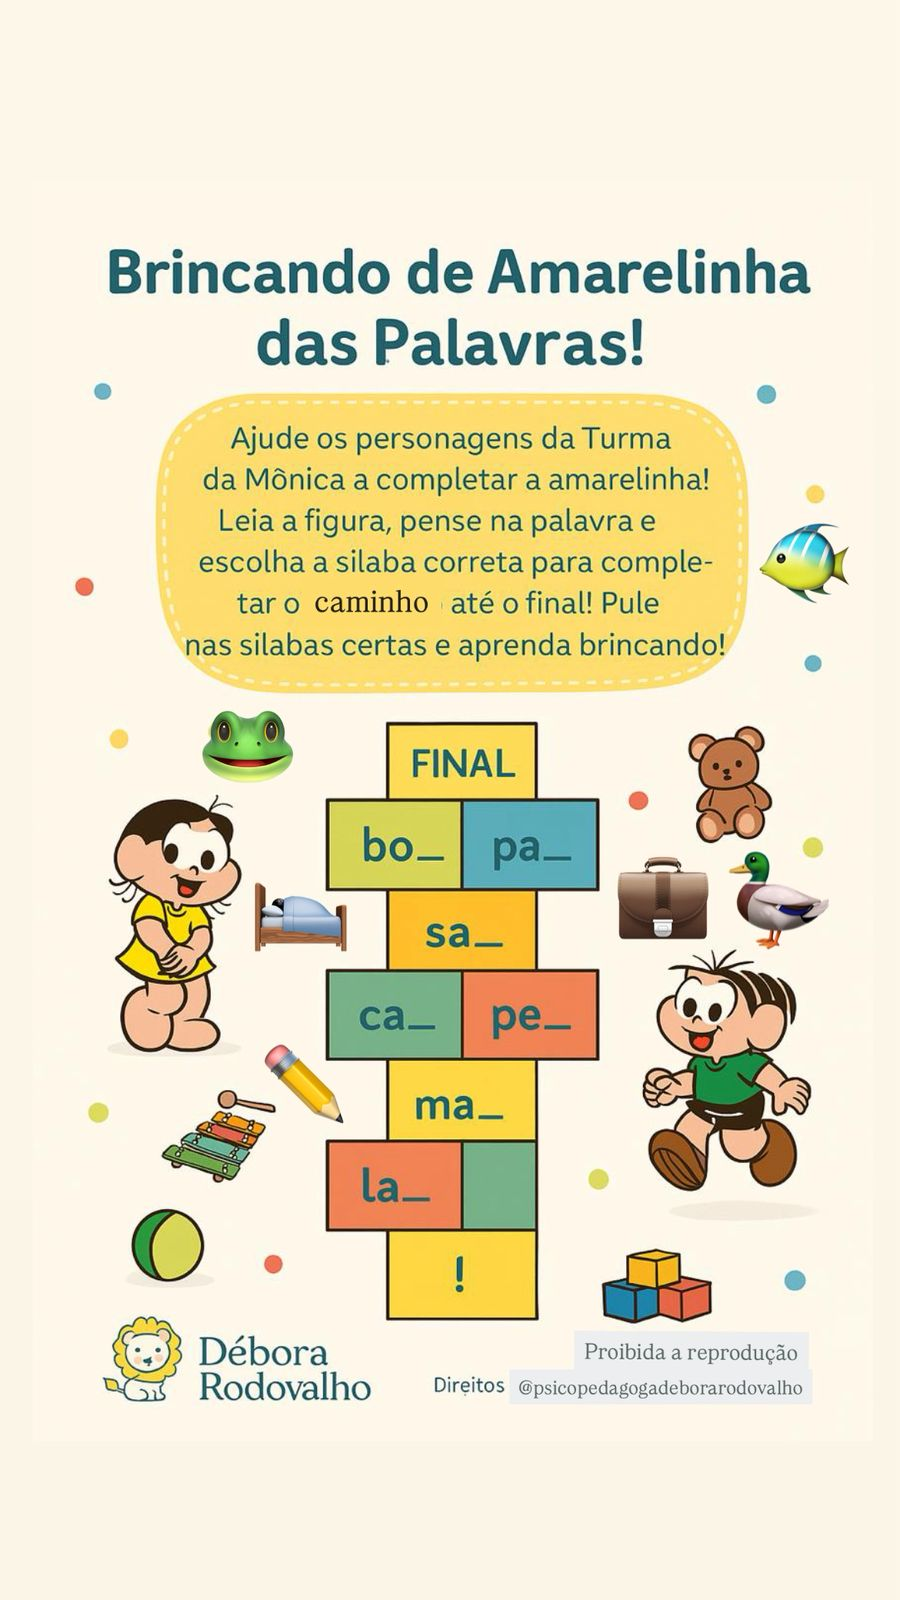 Brincando de Amarelinha
das Palavras!
Ajude os personagens da Turma
da Mônica a completar a amarelinha!
Leia a figura, pense na palavra e
escolha a silaba correta para comple-
tar o caminho até o final! Pule
nas silabas certas e aprenda brincando!
FINAL
bo_ pa_
sa_
ca_ pe_
ma_
la_
!
Débora
Rodovalho
Proibida a reprodução
Direitos @psicopedagogadeborarodovalho